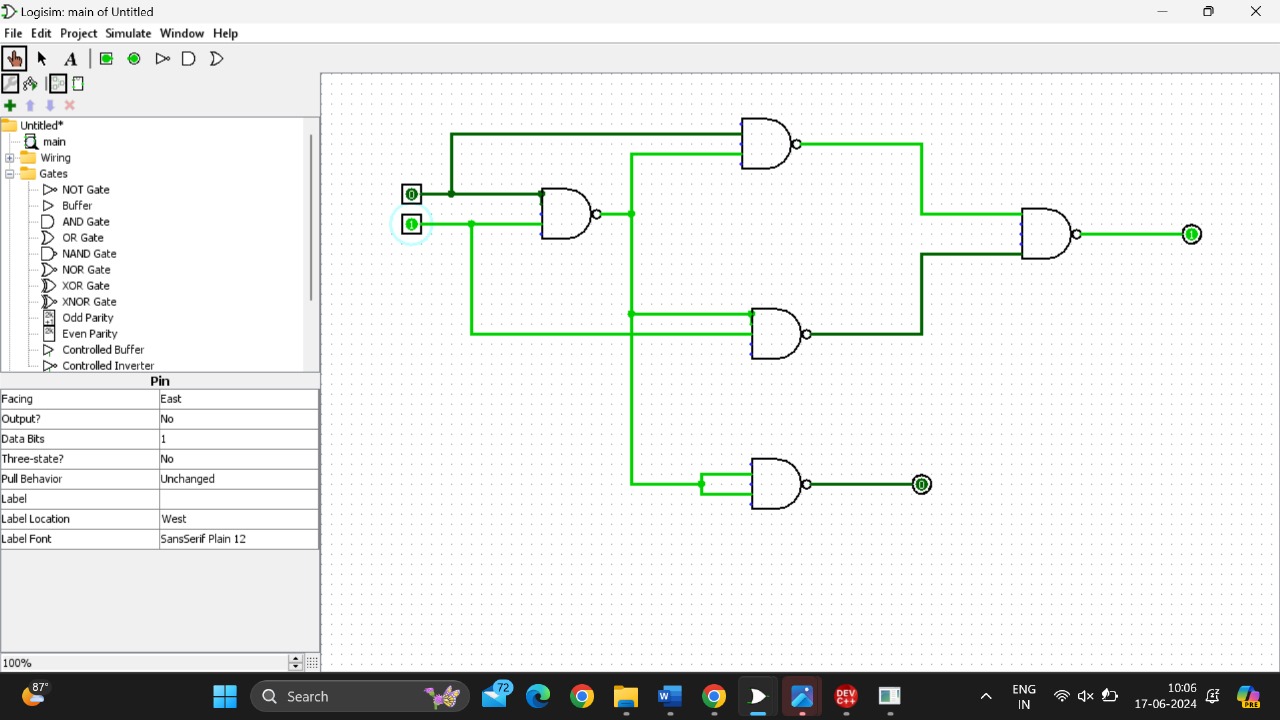 Logisim: main of Untitled
File Edit Project Simulate Window Help
A
Untitled*
main
Wiring
Gates
NOT Gate
Buffer
AND Gate
OR Gate
NAND Gate
NOR Gate
XOR Gate
XNOR Gate
Odd Parity
Even Parity
Controlled Buffer
Controlled Inverter
Pin
Facing East
Output? No
Data Bits 1
Three-state? No
Pull Behavior Unchanged
Label
Label Location West
Label Font SansSerif Plain 12
100%
0
1
1
0
87°
Search
72
W
DEV
C++
ENG
IN
10:06
17-06-2024
PRE